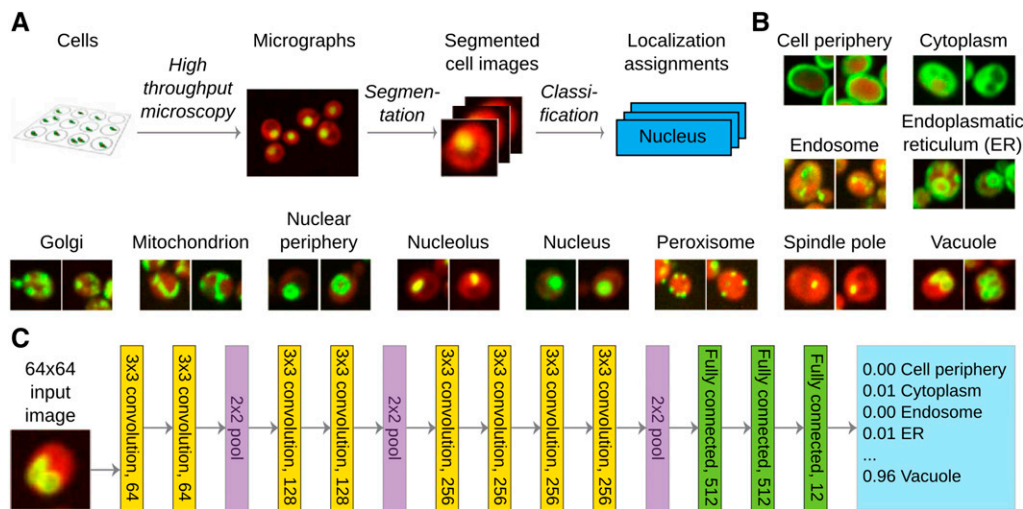 A
Cells
High
throughput
microscopy
Micrographs
Segmen-
tation
Segmented
cell images
Classi-
fication
Localization
assignments
Nucleus
B
Cell periphery
Cytoplasm
Endosome
Endoplasmatic
reticulum (ER)
Golgi
Mitochondrion
Nuclear
periphery
Nucleolus
Nucleus
Peroxisome
Spindle pole
Vacuole
C
64x64
input
image
3x3 convolution, 64
3x3 convolution, 64
2x2 pool
3x3 convolution, 128
3x3 convolution, 128
2x2 pool
3x3 convolution, 256
3x3 convolution, 256
3x3 convolution, 256
3x3 convolution, 256
2x2 pool
Fully connected, 512
Fully connected, 512
Fully connected, 12
0.00 Cell periphery
0.01 Cytoplasm
0.00 Endosome
0.01 ER
...
0.96 Vacuole